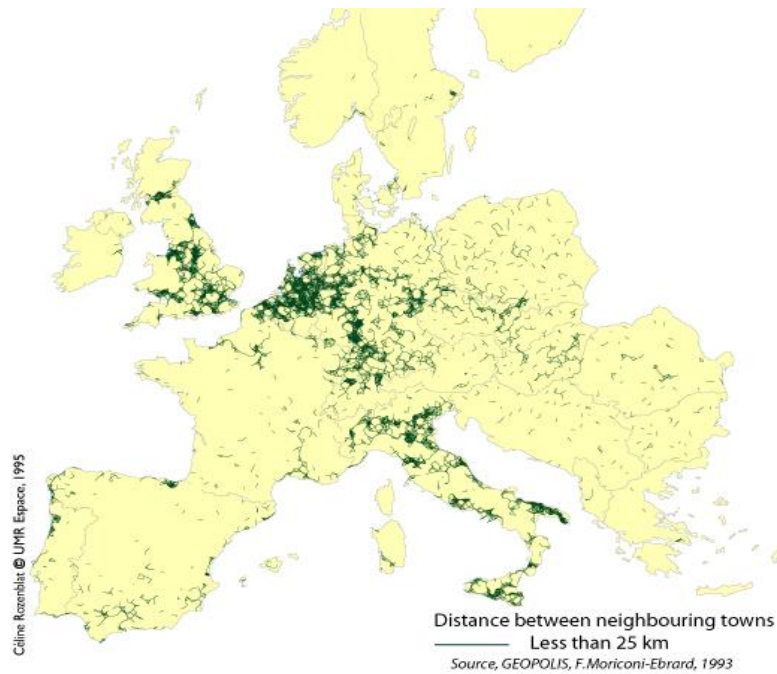 Céline Rozenblat © UMR Espace, 1995
Distance between neighbouring towns
Less than 25 km
Source, GEOPOLIS, F.Moriconi-Ebrard, 1993